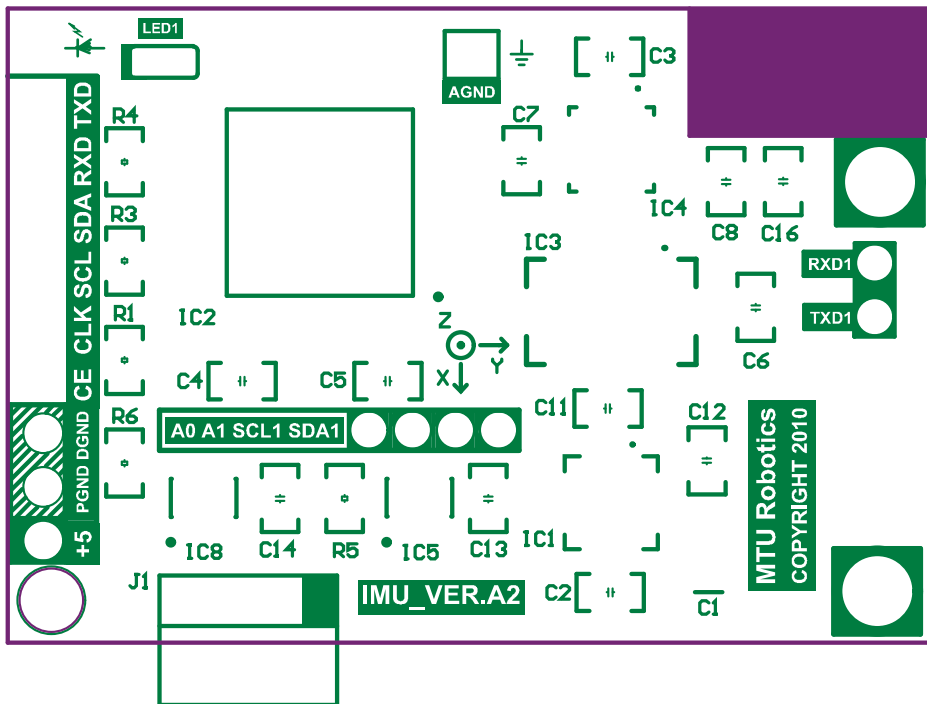 LED1
AGND
C3
C7
R4
R3
R1
R6
CE CLK SCL SDA RXD TXD
PGND DGND
+5
IC2
IC3
IC4
C8
C16
RXD1
TXD1
C6
Z
Y
X
C4
C5
A0 A1 SCL1 SDA1
C11
C12
MTU Robotics
COPYRIGHT 2010
IC8
C14
R5
IC5
C13
IC1
J1
IMU_VER.A2
C2
C1